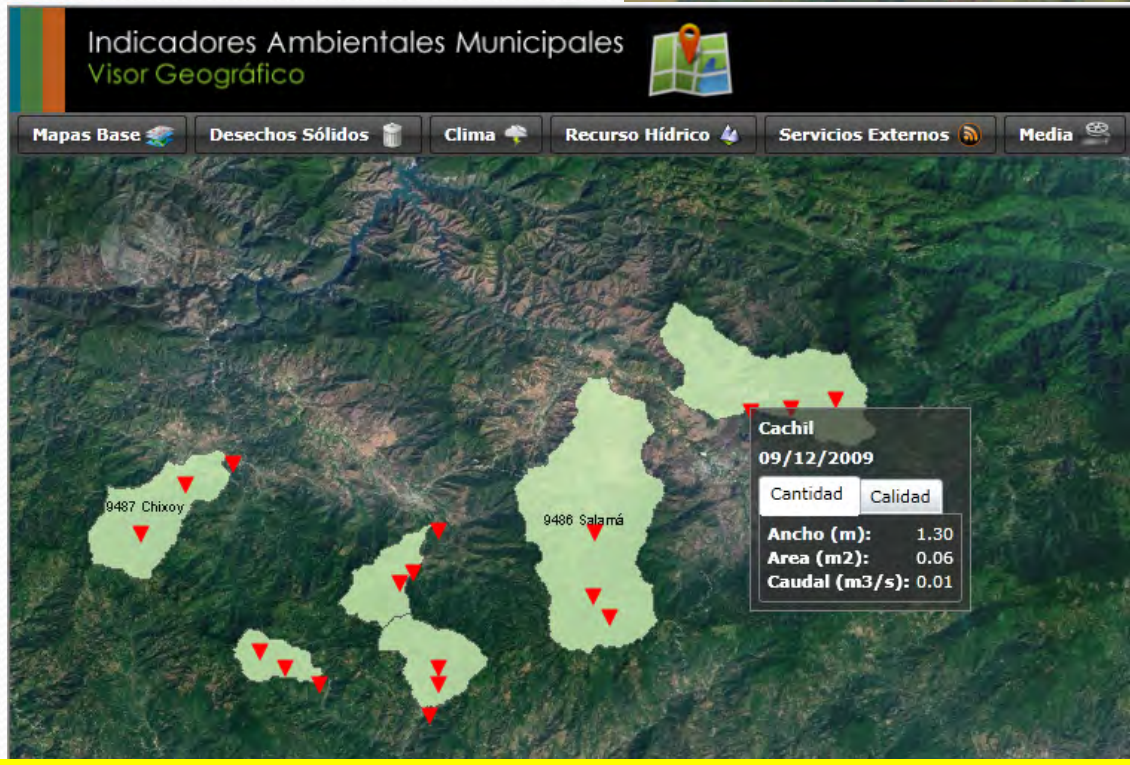 Indicadores Ambientales Municipales
Visor Geográfico
Mapas Base Desechos Sólidos Clima Recurso Hídrico Servicios Externos Media
Cachil
09/12/2009
Cantidad Calidad
Ancho (m): 1.30
Area (m2): 0.06
Caudal (m3/s): 0.01
9487 Chixoy
9486 Salamá